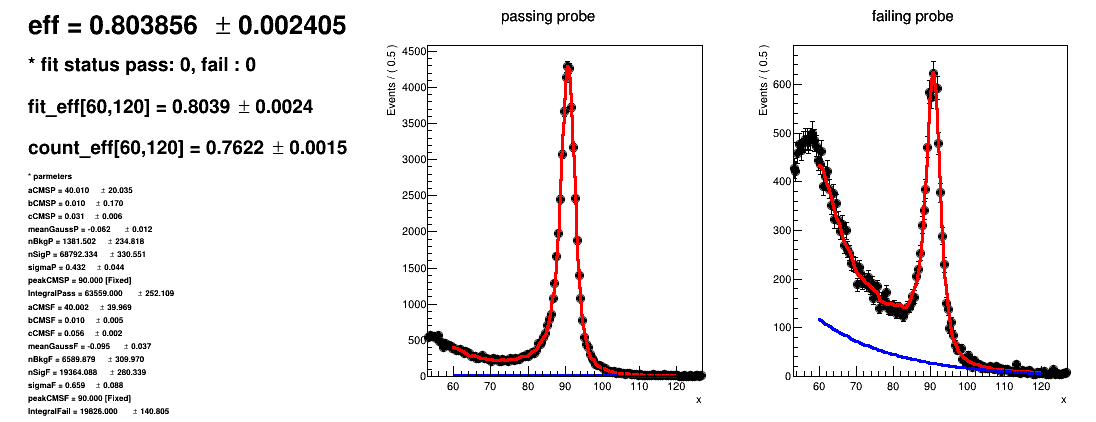 eff = 0.803856 ± 0.002405
* fit status pass: 0, fail : 0
fit_eff[60,120] = 0.8039 ± 0.0024
count_eff[60,120] = 0.7622 ± 0.0015
* parmeters
aCMSP = 40.010 ± 20.035
bCMSP = 0.010 ± 0.170
cCMSP = 0.031 ± 0.006
meanGaussP = -0.062 ± 0.012
nBkgP = 1381.502 ± 234.818
nSigP = 68792.334 ± 330.551
sigmaP = 0.432 ± 0.044
peakCMSP = 90.000 [Fixed]
IntegralPass = 63559.000 ± 252.109
aCMSF = 40.002 ± 39.969
bCMSF = 0.010 ± 0.005
cCMSF = 0.056 ± 0.002
meanGaussF = -0.095 ± 0.037
nBkgF = 6589.879 ± 309.970
nSigF = 19364.088 ± 280.339
sigmaF = 0.659 ± 0.088
peakCMSF = 90.000 [Fixed]
IntegralFail = 19826.000 ± 140.805
passing probe
Events / ( 0.5 )
4500
4000
3500
3000
2500
2000
1500
1000
500
0
60 70 80 90 100 110 120
x
failing probe
Events / ( 0.5 )
600
500
400
300
200
100
0
60 70 80 90 100 110 120
x